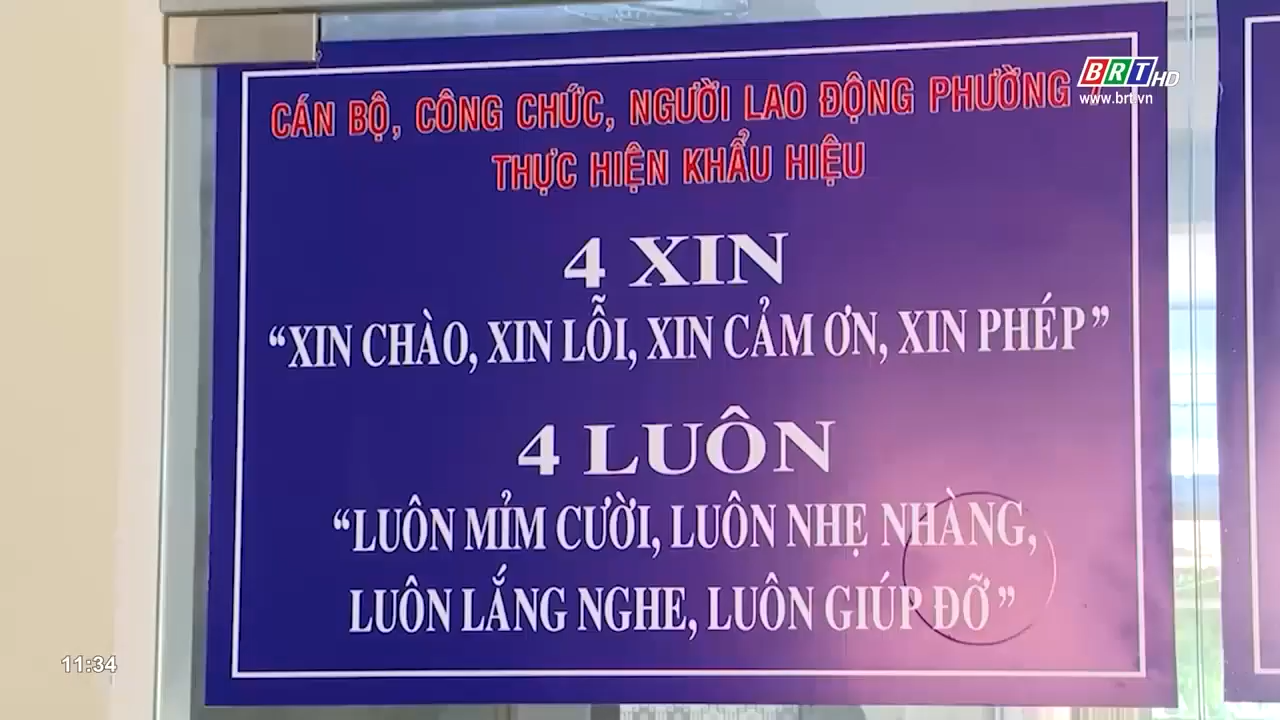 CÁN BỘ, CÔNG CHỨC, NGƯỜI LAO ĐỘNG PHƯỜNG
THỰC HIỆN KHẨU HIỆU
4 XIN
“XIN CHÀO, XIN LỖI, XIN CẢM ƠN, XIN PHÉP”
4 LUÔN
“LUÔN MỈM CƯỜI, LUÔN NHẸ NHÀNG,
LUÔN LẮNG NGHE, LUÔN GIÚP ĐỠ”
BRT HD
www.brt.vn
11:34